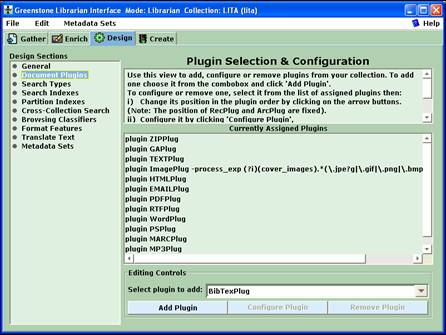 Greenstone Librarian Interface Mode: Librarian Collection: LITA (lita)
File Edit Metadata Sets Help
Gather Enrich Design Create
Design Sections
General
Document Plugins
Search Types
Search Indexes
Partition Indexes
Cross-Collection Search
Browsing Classifiers
Format Features
Translate Text
Metadata Sets
Plugin Selection & Configuration
Use this view to add, configure or remove plugins from your collection. To add
one choose it from the combobox and click 'Add Plugin'.
To configure or remove one, select it from the list of assigned plugins then:
i) Change its position in the plugin order by clicking on the arrow buttons.
(Note: The position of RecPlug and ArcPlug are fixed).
ii) Configure it by clicking 'Configure Plugin'.
Currently Assigned Plugins
plugin ZIPPlug
plugin GAPlug
plugin TEXTPlug
plugin ImagePlug -process_exp (?i)(cover_images).*(\.jpe?g|\.gif|\.png|\.bmp
plugin HTMLPlug
plugin EMAILPlug
plugin PDFPlug
plugin RTFPlug
plugin WordPlug
plugin PSPlug
plugin MARCPlug
plugin MP3Plug
Editing Controls
Select plugin to add: BibTexPlug
Add Plugin Configure Plugin Remove Plugin